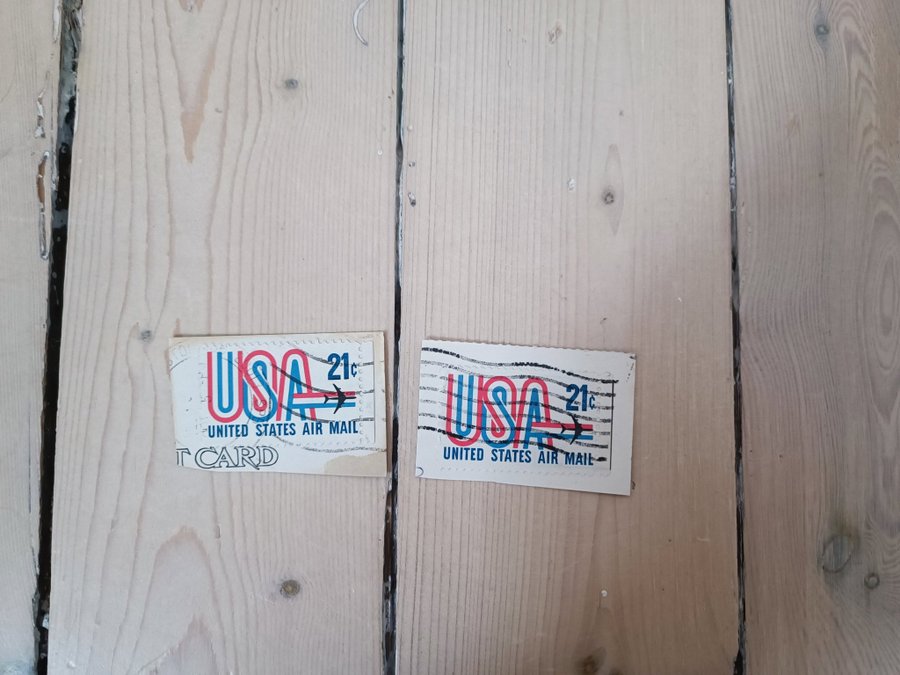 USA 21c
UNITED STATES AIR MAIL
T CARD
USA 21c
UNITED STATES AIR MAIL